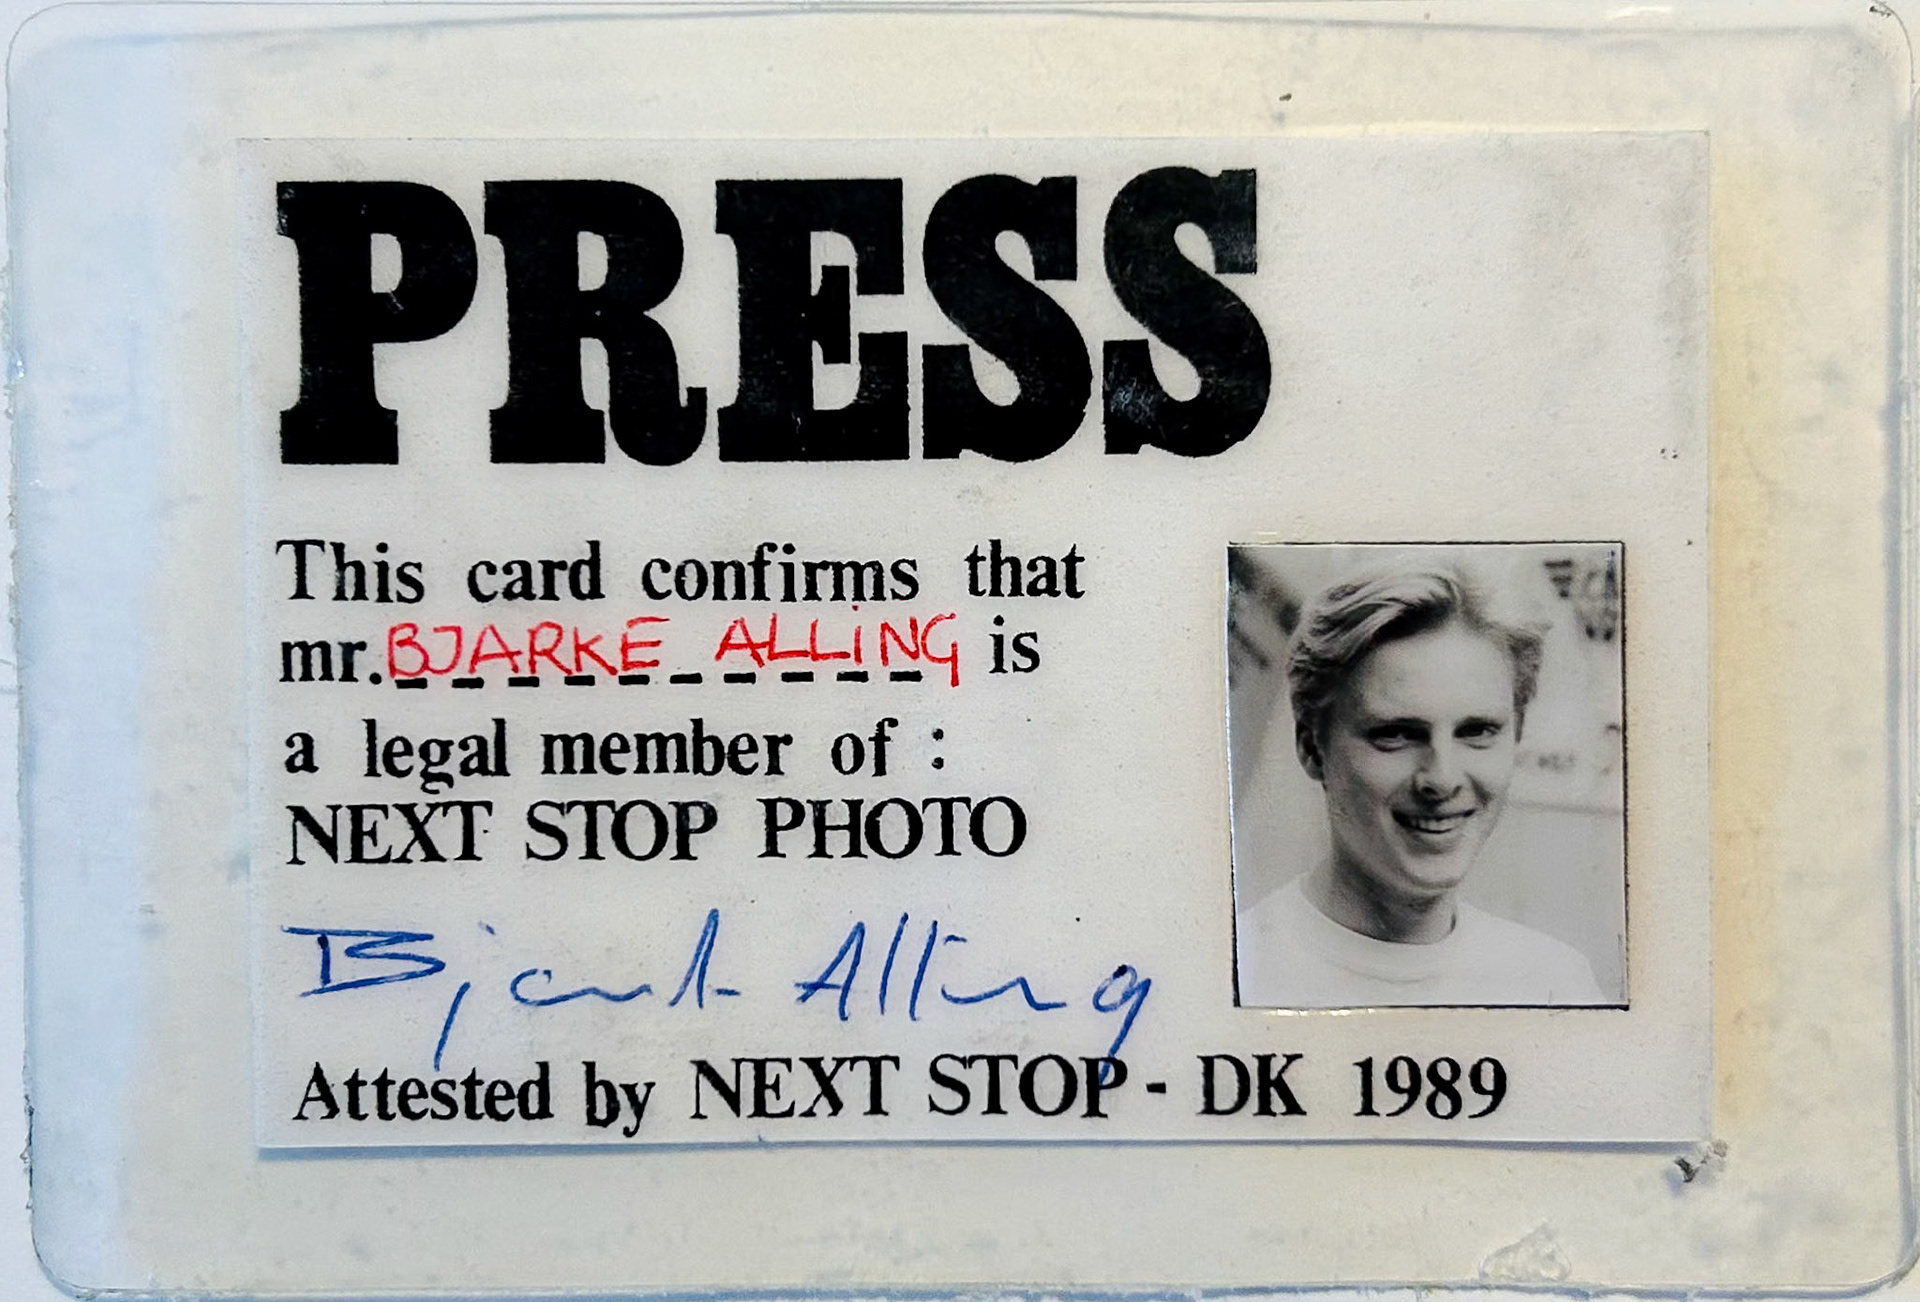 PRESS
This card confirms that
mr. BJARKE ALLING is
a legal member of :
NEXT STOP PHOTO
Bjarke Alling
Attested by NEXT STOP - DK 1989